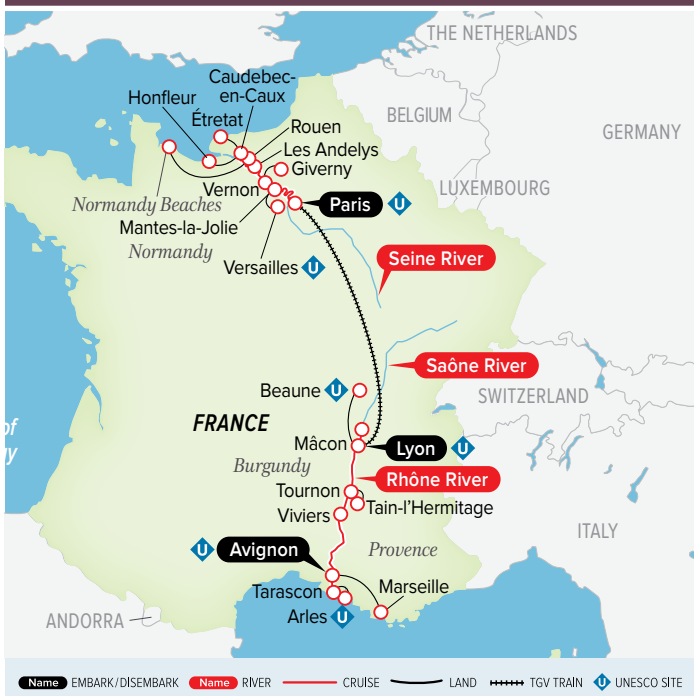 THE NETHERLANDS
Caudebec-
en-Caux
Honfleur
Étretat
BELGIUM
Rouen
GERMANY
Les Andelys
Giverny
Vernon
LUXEMBOURG
Normandy Beaches
Paris
U
Mantes-la-Jolie
Normandy
Versailles
U
Seine River
Saône River
Beaune
U
SWITZERLAND
FRANCE
of
Mâcon
Lyon
U
y
Burgundy
Rhône River
Tournon
Tain-l'Hermitage
Viviers
ITALY
U
Avignon
Provence
Tarascon
Marseille
Arles
U
ANDORRA
Name EMBARK/DISEMBARK Name RIVER CRUISE LAND TGV TRAIN U UNESCO SITE